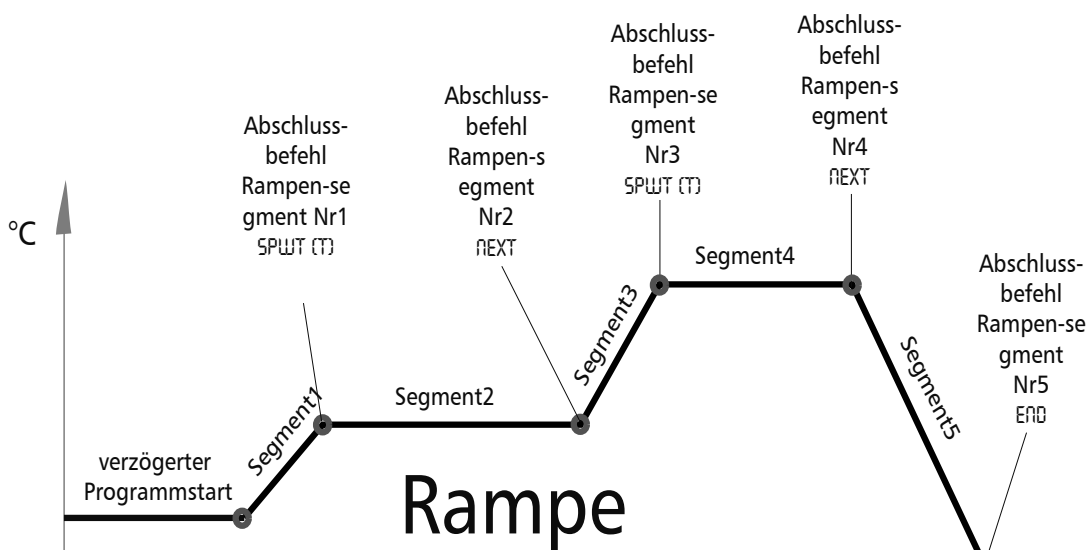 Abschluss-
befehl
Rampen-se
gment Nr1
SPWT (T)
Abschluss-
befehl
Rampen-s
egment
Nr2
NEXT
Abschluss-
befehl
Rampen-se
gment
Nr3
SPWT (T)
Abschluss-
befehl
Rampen-s
egment
Nr4
NEXT
Abschluss-
befehl
Rampen-se
gment
Nr5
END
°C
verzögerter
Programmstart
Segment1
Segment2
Segment3
Segment4
Segment5
Rampe